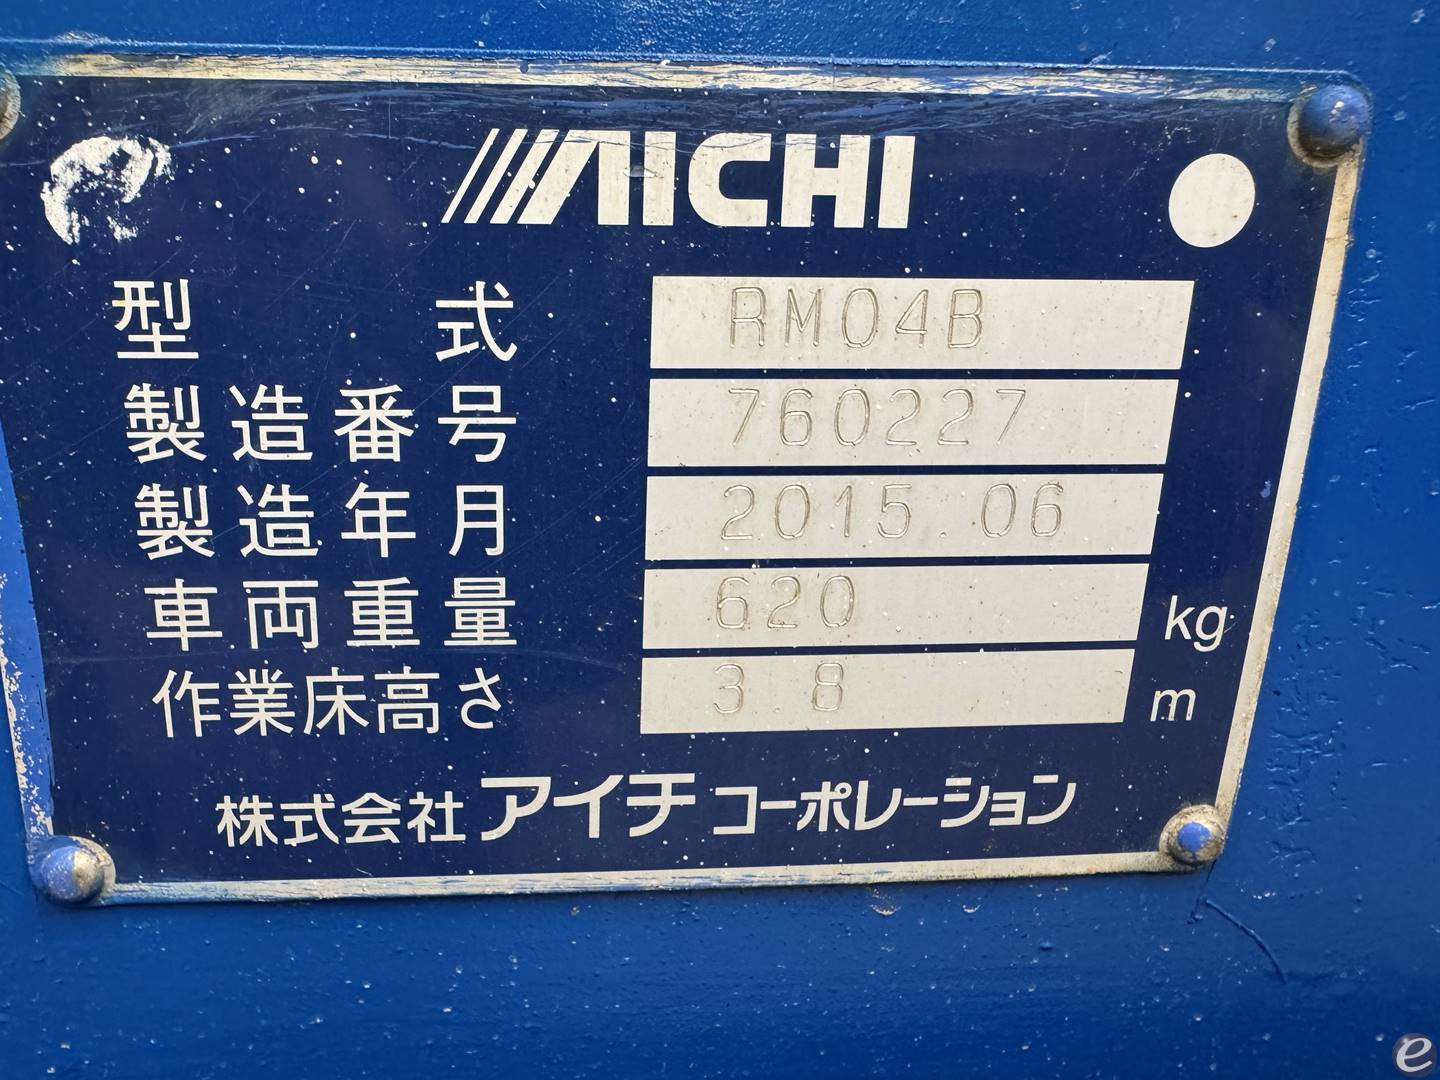 AICHI
型式 RM04B
製造番号 760227
製造年月 2015.06
車両重量 620 kg
作業床高さ 3.8 m
株式会社アイチコーポレーション
e